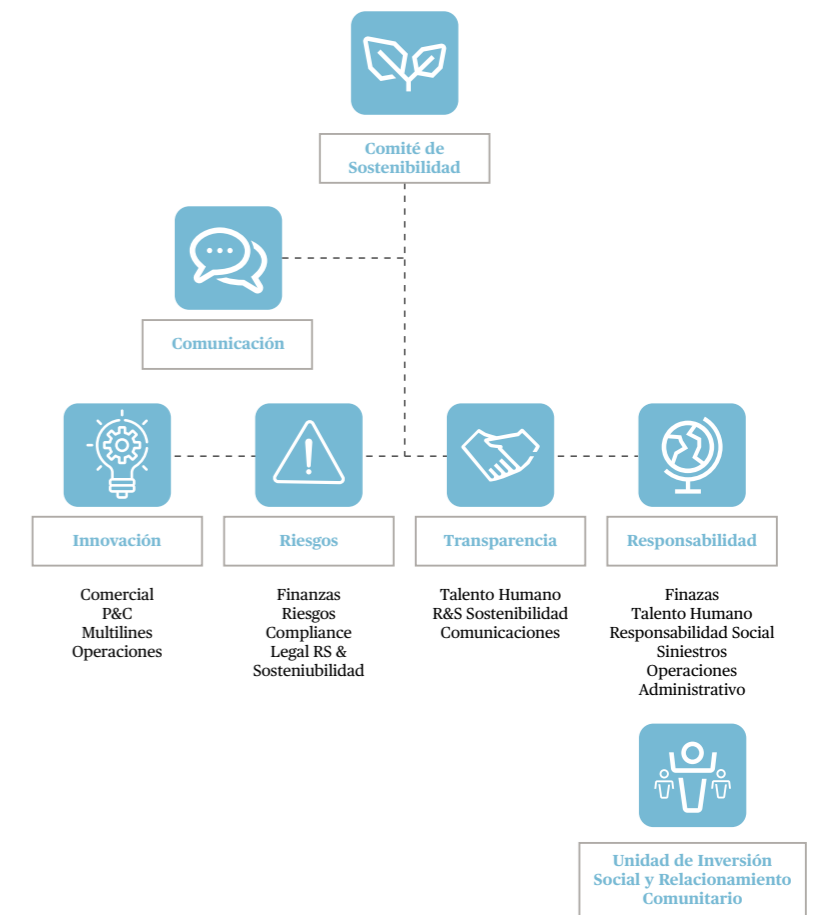 Comité de
Sostenibilidad
Comunicación
Innovación
Comercial
P&C
Multilines
Operaciones
Riesgos
Finanzas
Riesgos
Compliance
Legal RS &
Sosteniubilidad
Transparencia
Talento Humano
R&S Sostenibilidad
Comunicaciones
Responsabilidad
Finazas
Talento Humano
Responsabilidad Social
Siniestros
Operaciones
Administrativo
Unidad de Inversión
Social y Relacionamiento
Comunitario